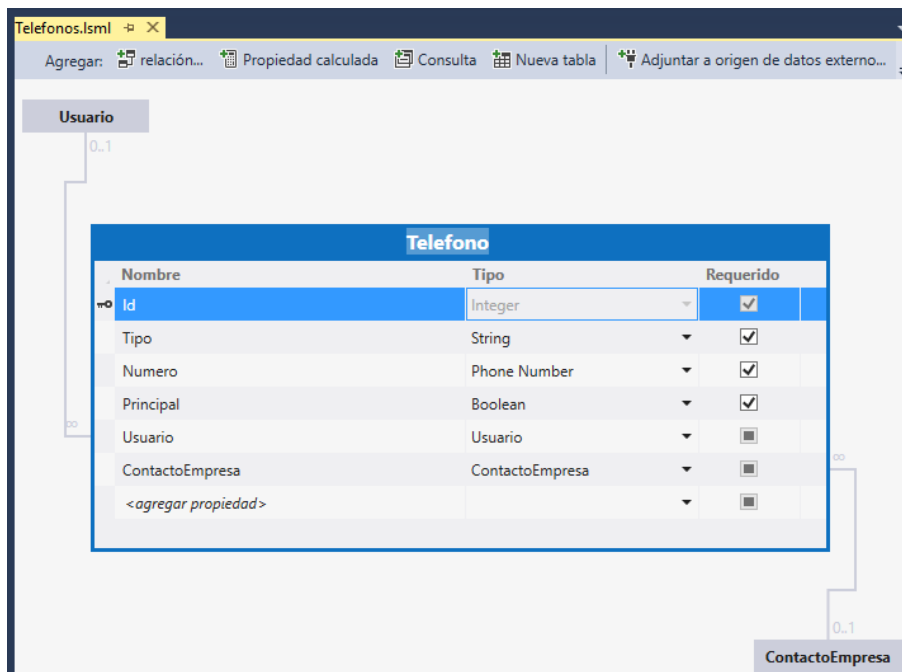 Telefonos.lsml
Agregar: relación... Propiedad calculada Consulta Nueva tabla Adjuntar a origen de datos externo...
Usuario
0..1
Telefono
Nombre Tipo Requerido
Id Integer
Tipo String
Numero Phone Number
Principal Boolean
∞
Usuario Usuario
∞
ContactoEmpresa ContactoEmpresa
<agregar propiedad>
0..1
ContactoEmpresa